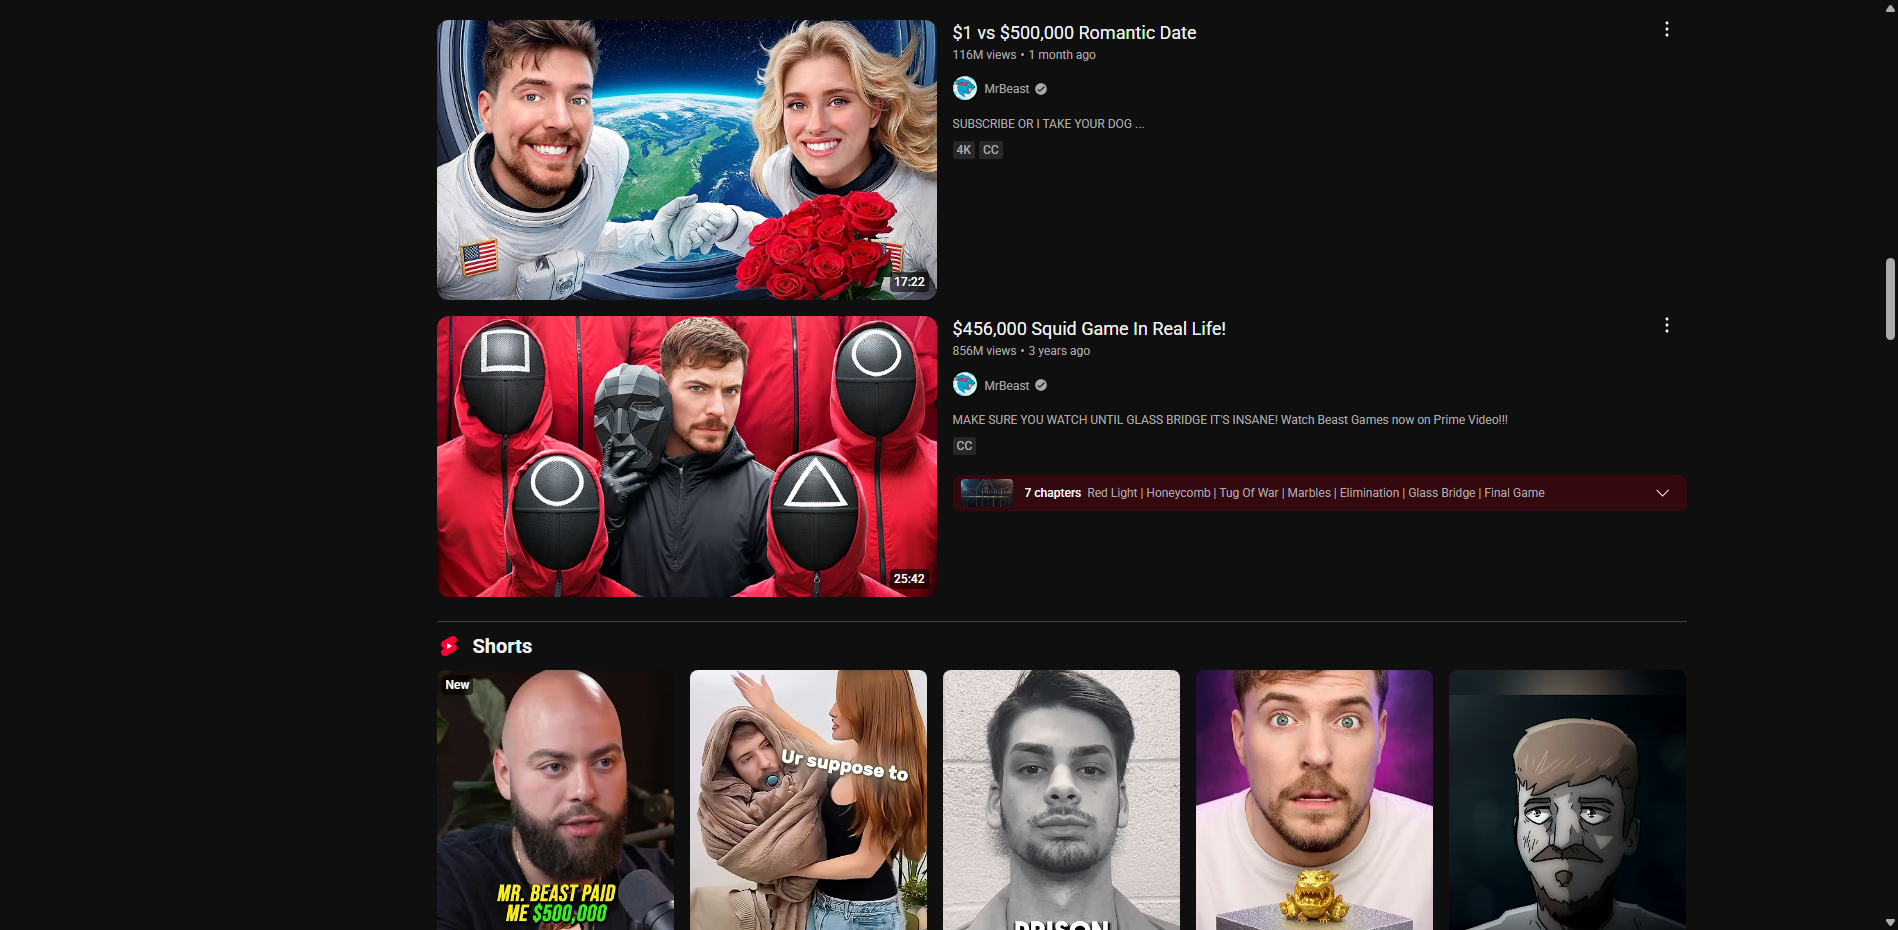 $1 vs $500,000 Romantic Date
116M views • 1 month ago
MrBeast
SUBSCRIBE OR I TAKE YOUR DOG ...
4K CC
17:22
$456,000 Squid Game In Real Life!
856M views • 3 years ago
MrBeast
MAKE SURE YOU WATCH UNTIL GLASS BRIDGE IT'S INSANE! Watch Beast Games now on Prime Video!!!
CC
7 chapters Red Light | Honeycomb | Tug Of War | Marbles | Elimination | Glass Bridge | Final Game
25:42
Shorts
New
MR. BEAST PAID
ME $500,000
Ur suppose to
PRISON